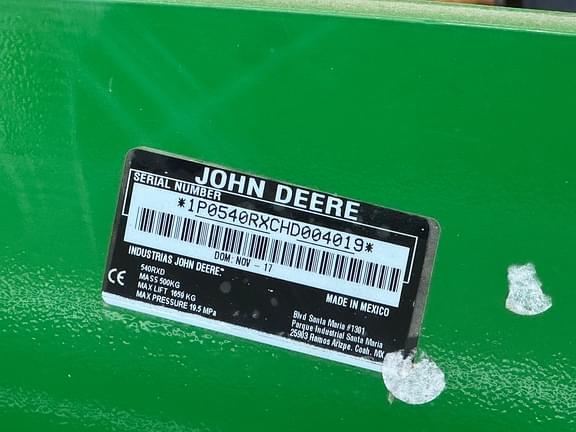 JOHN DEERE
SERIAL NUMBER
*1P0540RXCHD004019*
DOM: NOV - 17
INDUSTRIAS JOHN DEERE™
MADE IN MEXICO
540RXD
MASS 500KG
MAX LIFT 1659 KG
MAX PRESSURE 19.5 MPa
CE
Blvd Santa Maria #1301
Parque Industrial Santa Maria
25903 Ramos Arizpe, Coah. MX